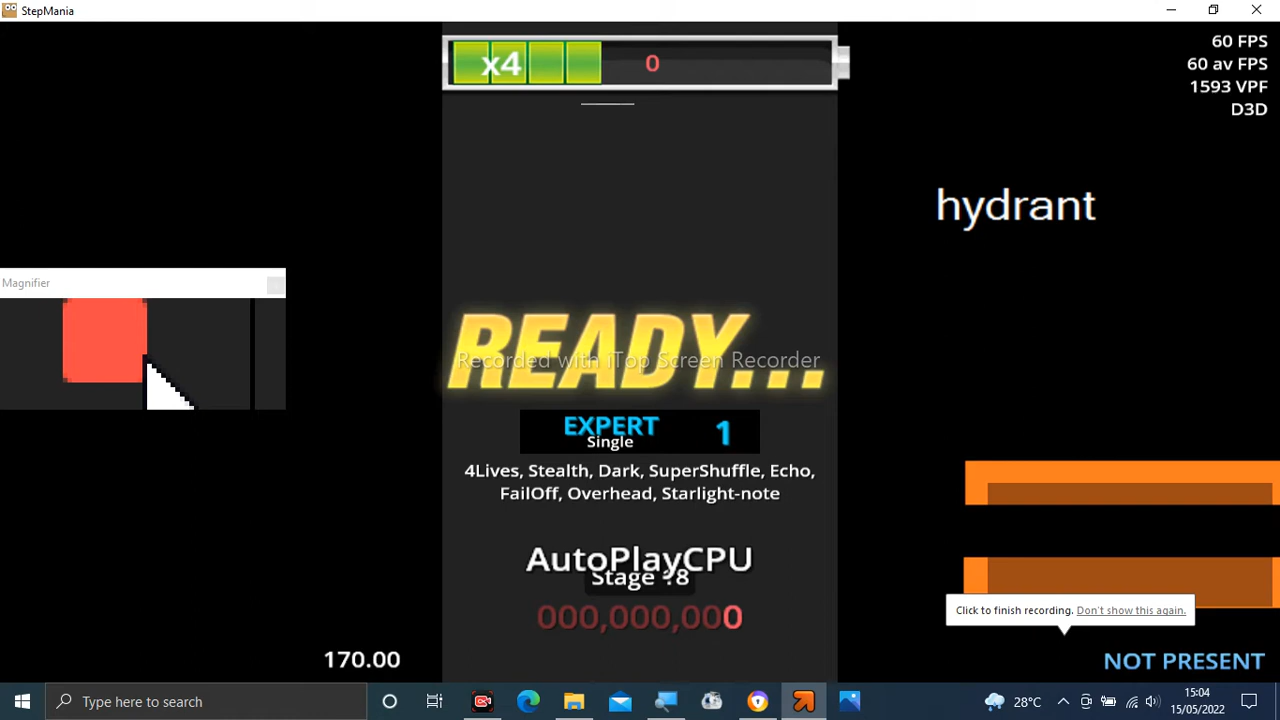 StepMania
x4
0
60 FPS
60 av FPS
1593 VPF
D3D
hydrant
Magnifier
READY...
Recorded with iTop Screen Recorder
EXPERT 1
Single
4Lives, Stealth, Dark, SuperShuffle, Echo,
FailOff, Overhead, Starlight-note
AutoPlayCPU
Stage 18
000,000,000
Click to finish recording. Don't show this again.
170.00
NOT PRESENT
Type here to search
28°C
15:04
15/05/2022